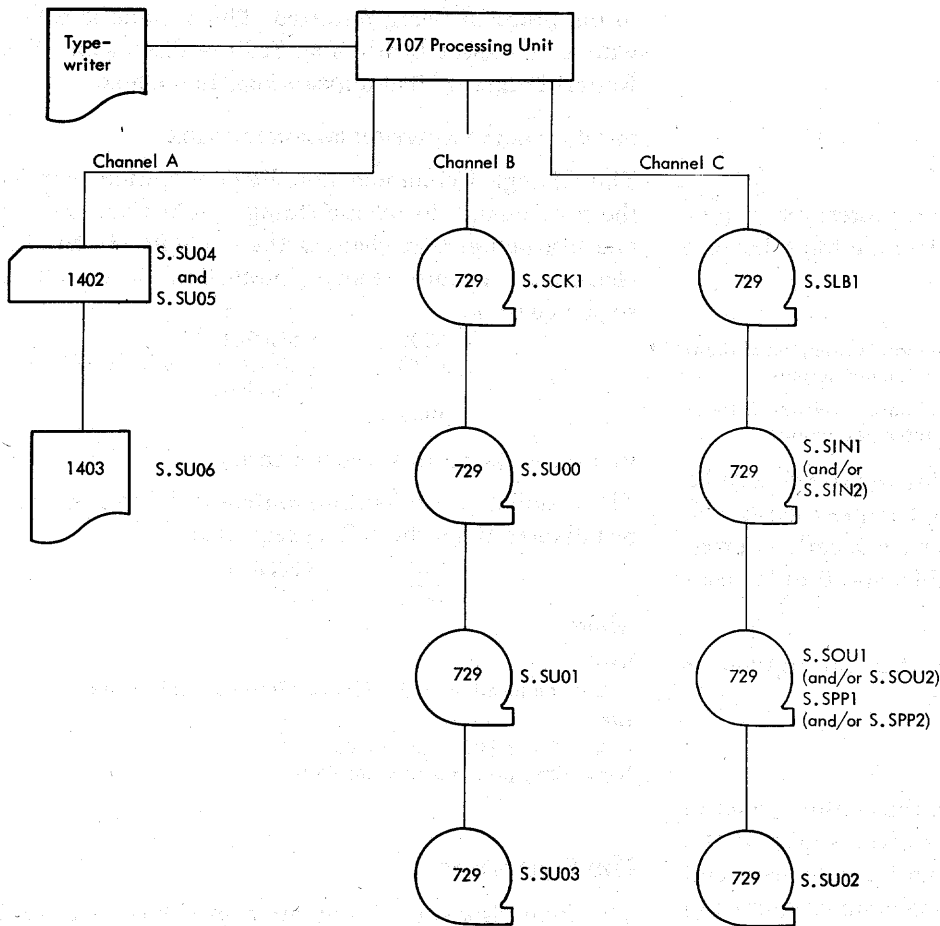 Type-
writer
7107 Processing Unit
Channel A
Channel B
Channel C
1402
S.SU04
and
S.SU05
729
S.SCK1
729
S.SLB1
1403
S.SU06
729
S.SU00
729
S.SIN1
(and/or
S.SIN2)
729
S.SU01
729
S.SOU1
(and/or S.SOU2)
S.SPP1
(and/or S.SPP2)
729
S.SU03
729
S.SU02